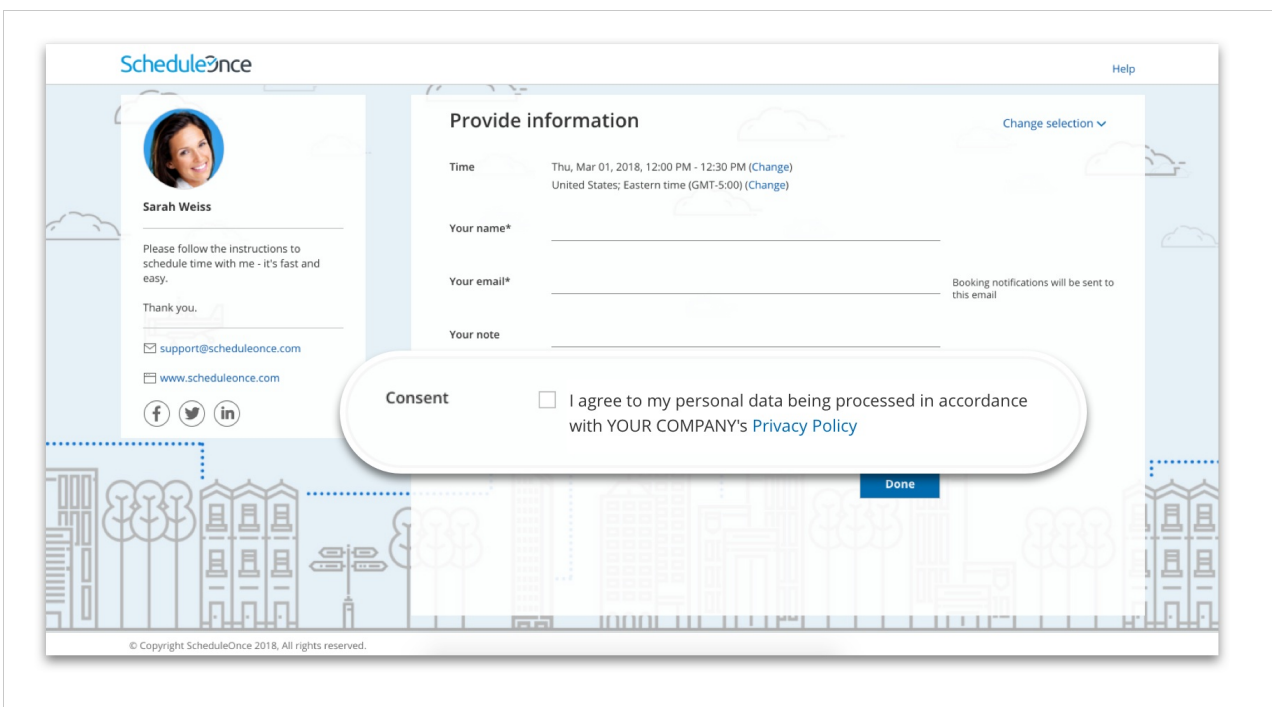 ScheduleOnce
Help
Sarah Weiss
Please follow the instructions to
schedule time with me - it's fast and
easy.
Thank you.
support@scheduleonce.com
www.scheduleonce.com
Provide information
Change selection
Time
Thu, Mar 01, 2018, 12:00 PM - 12:30 PM (Change)
United States; Eastern time (GMT-5:00) (Change)
Your name*
Your email*
Booking notifications will be sent to
this email
Your note
Consent
I agree to my personal data being processed in accordance
with YOUR COMPANY's Privacy Policy
Done
© Copyright ScheduleOnce 2018, All rights reserved.